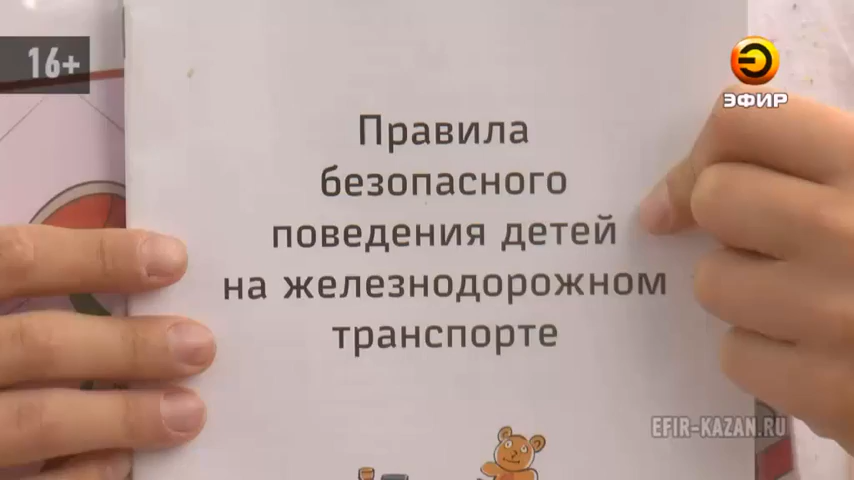 16+
ЭФИР
Правила
безопасного
поведения детей
на железнодорожном
транспорте
EFIR-KAZAN.RU